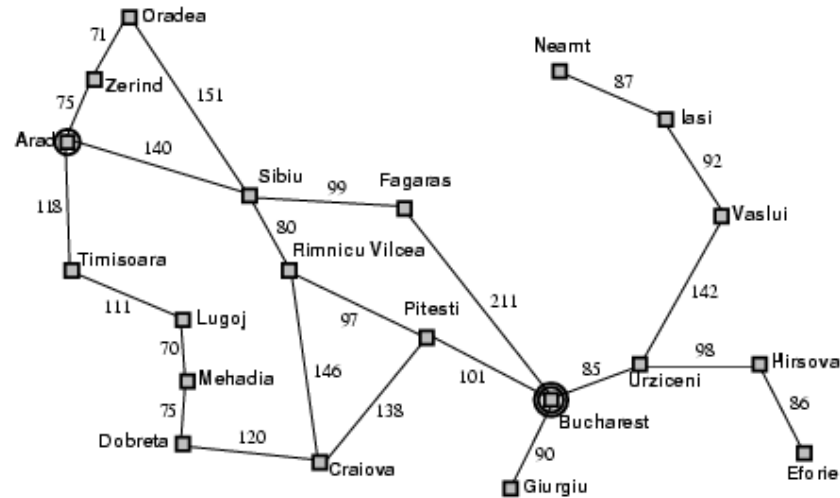 Oradea
71
Neamt
Zerind
87
75
151
Iasi
Arad
140
92
Sibiu
99
Fagaras
118
80
Vaslui
Timisoara
Rimnicu Vilcea
111
142
211
Lugoj
97
Pitesti
70
98
85
Hirsova
Mehadia
146
101
Urziceni
75
138
86
Bucharest
Dobreta
120
90
Craiova
Eforie
Giurgiu